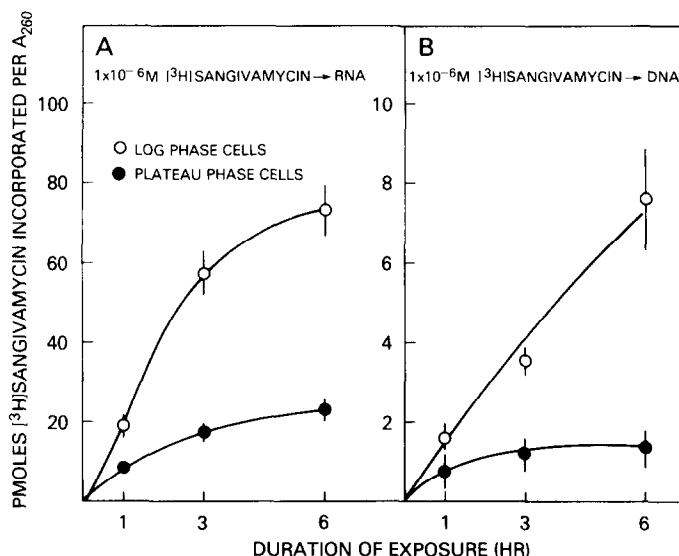 PMOLES [³H]SANGIVAMYCIN INCORPORATED PER A₂₆₀
A
1x10⁻⁶M [³H]SANGIVAMYCIN → RNA
100
80
60
40
20
○ LOG PHASE CELLS
● PLATEAU PHASE CELLS
1 3 6
B
1x10⁻⁶M [³H]SANGIVAMYCIN → DNA
10
8
6
4
2
1 3 6
DURATION OF EXPOSURE (HR)